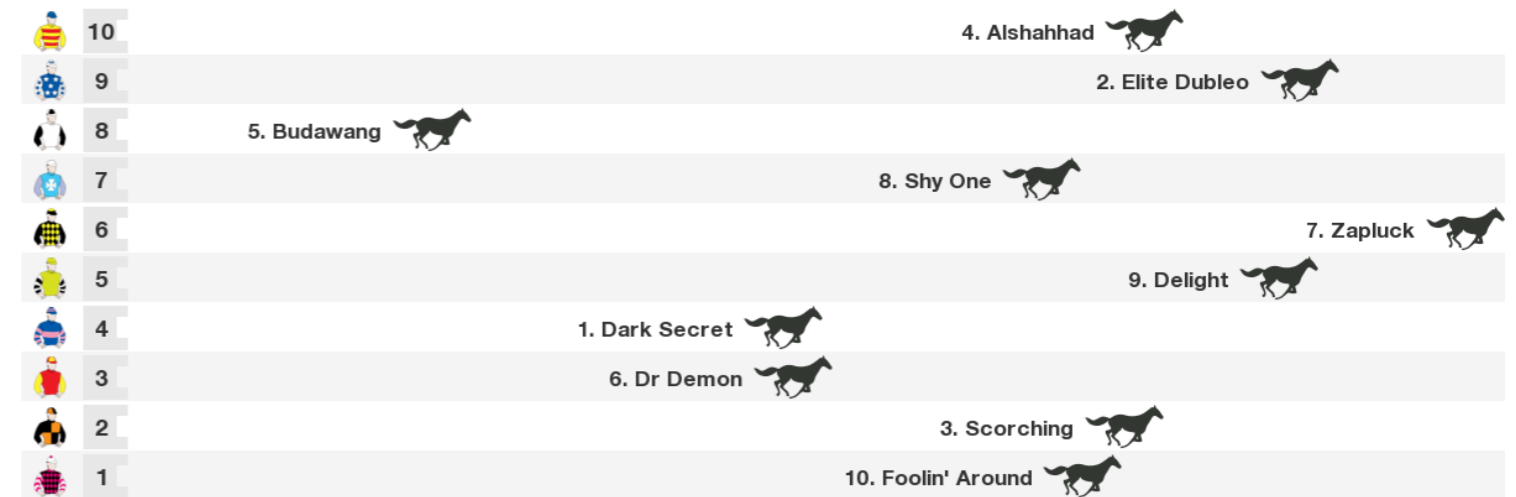 10 4. Alshahhad
9 2. Elite Dubleo
8 5. Budawang
7 8. Shy One
6 7. Zapluck
5 9. Delight
4 1. Dark Secret
3 6. Dr Demon
2 3. Scorching
1 10. Foolin' Around